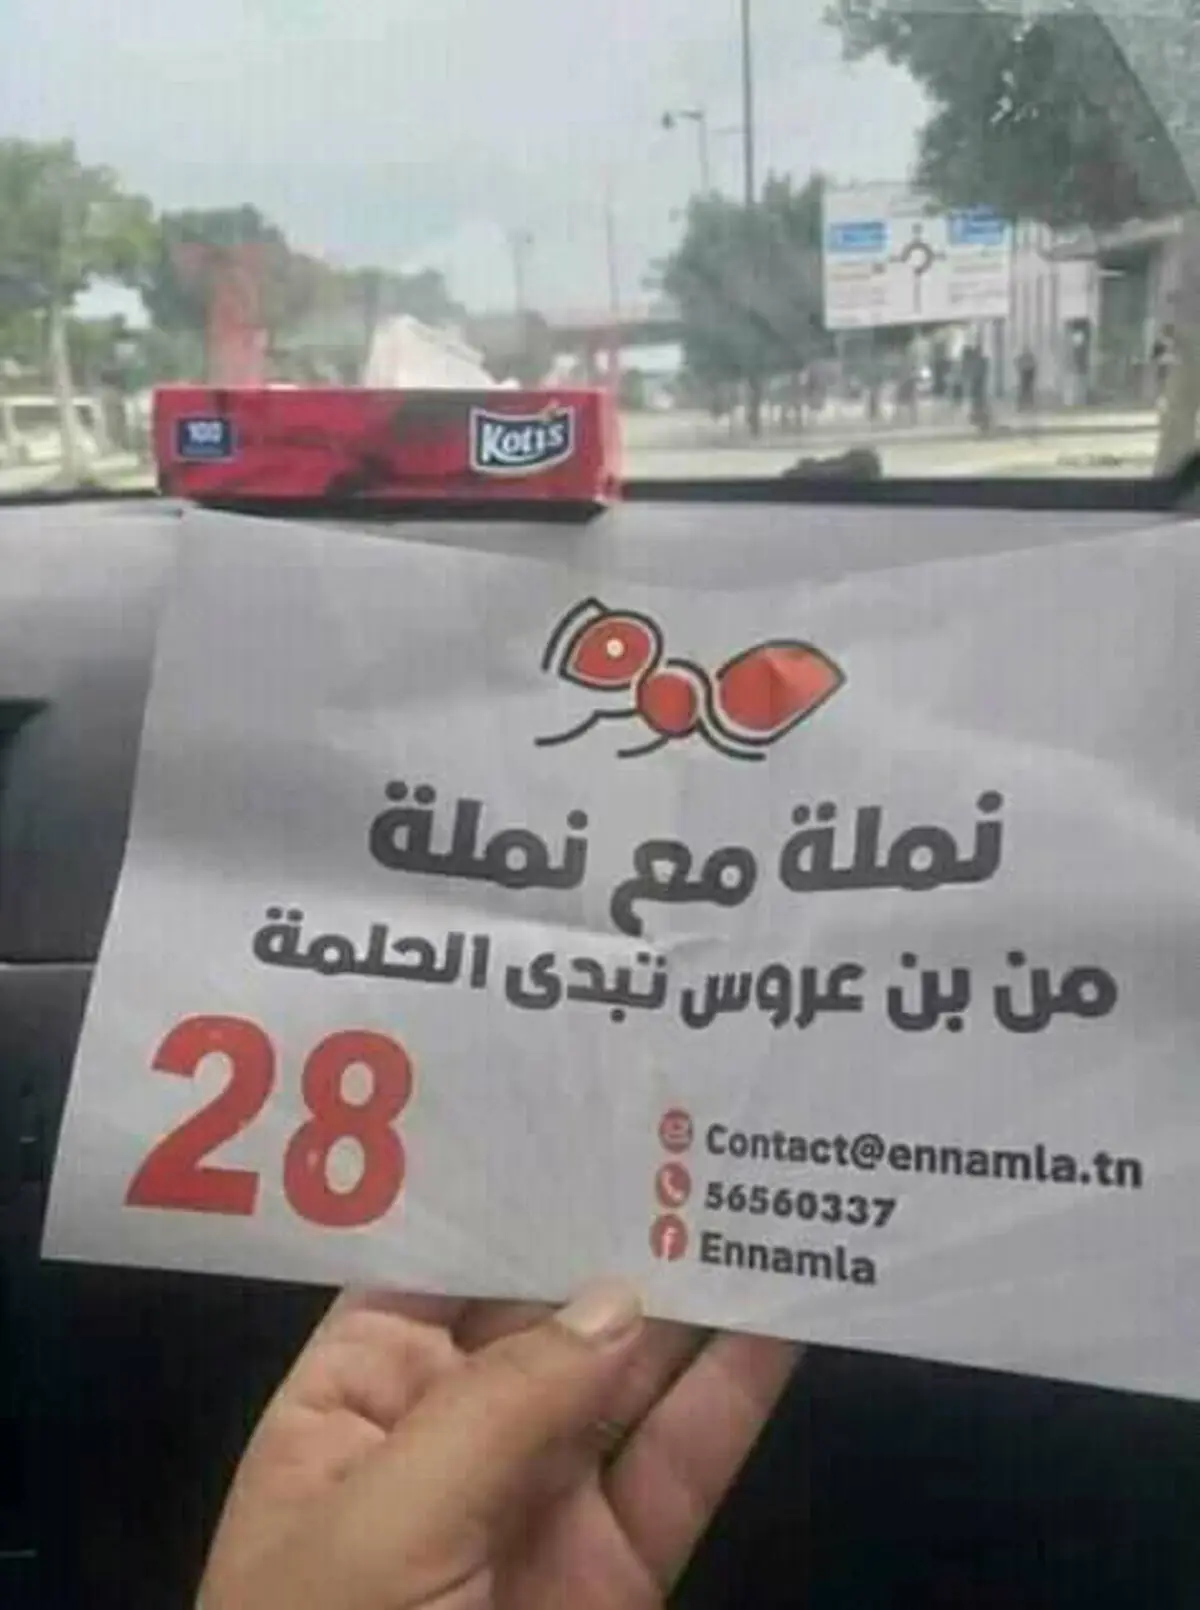 100
Kotis
نملة مع نملة
من بن عروس تبدى الحلمة
28
Contact@ennamla.tn
56560337
Ennamla